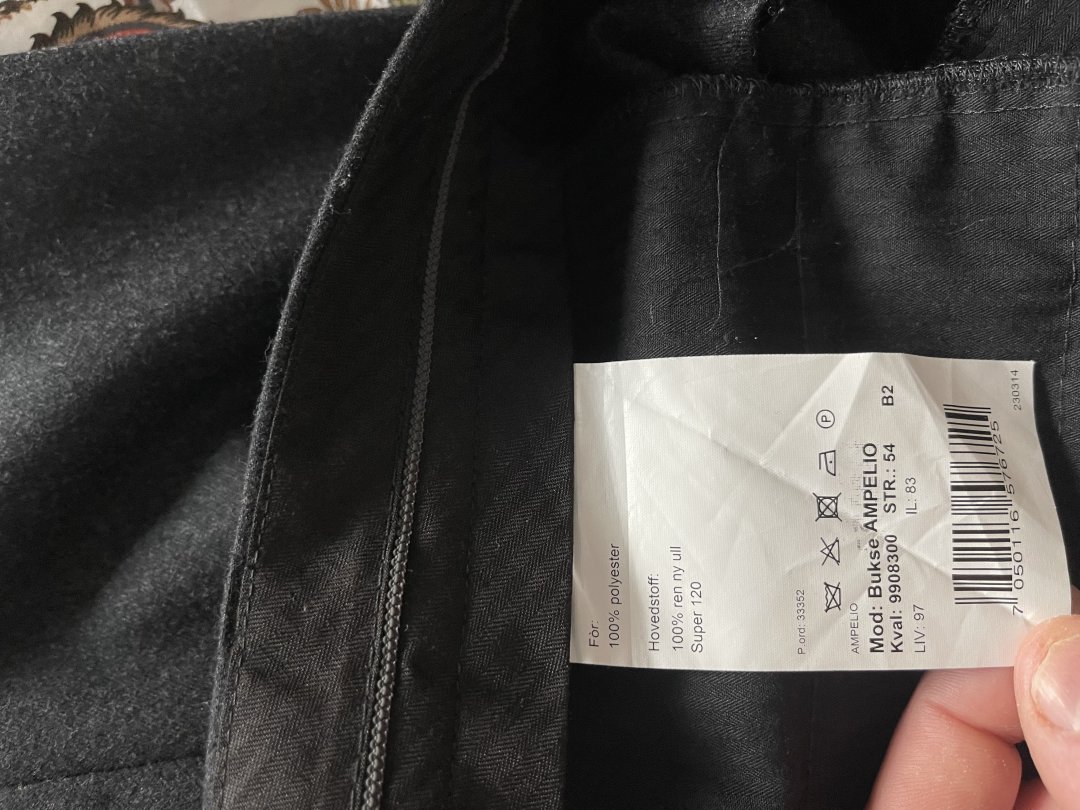 Fòr:
100% polyester
Hovedstoff:
100% ren ny ull
Super 120
P.ord: 33352
P
AMPELIO
Mod: Bukse AMPELIO
Kval: 9908300 STR.: 54 B2
LIV: 97 IL: 83
7 050116 576725
230314